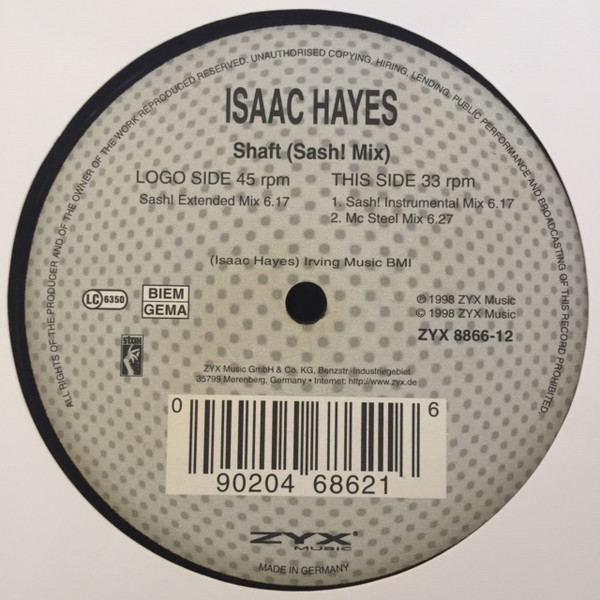 ALL RIGHTS OF THE PRODUCER AND OF THE OWNER OF THE WORK REPRODUCED RESERVED. UNAUTHORISED COPYING, HIRING, LENDING, PUBLIC PERFORMANCE AND BROADCASTING OF THIS RECORD PROHIBITED.
ISAAC HAYES
Shaft (Sash! Mix)
LOGO SIDE 45 rpm
Sash! Extended Mix 6.17
THIS SIDE 33 rpm
1. Sash! Instrumental Mix 6.17
2. Mc Steel Mix 6.27
(Isaac Hayes) Irving Music BMI
LC 6350
BIEM
GEMA
℗ 1998 ZYX Music
© 1998 ZYX Music
ZYX 8866-12
stax
ZYX Music GmbH & Co. KG, Benzstr.-Industriegebiet
35799 Merenberg, Germany • Internet: http://www.zyx.de
0 90204 68621 6
ZYX®
MUSIC
MADE IN GERMANY